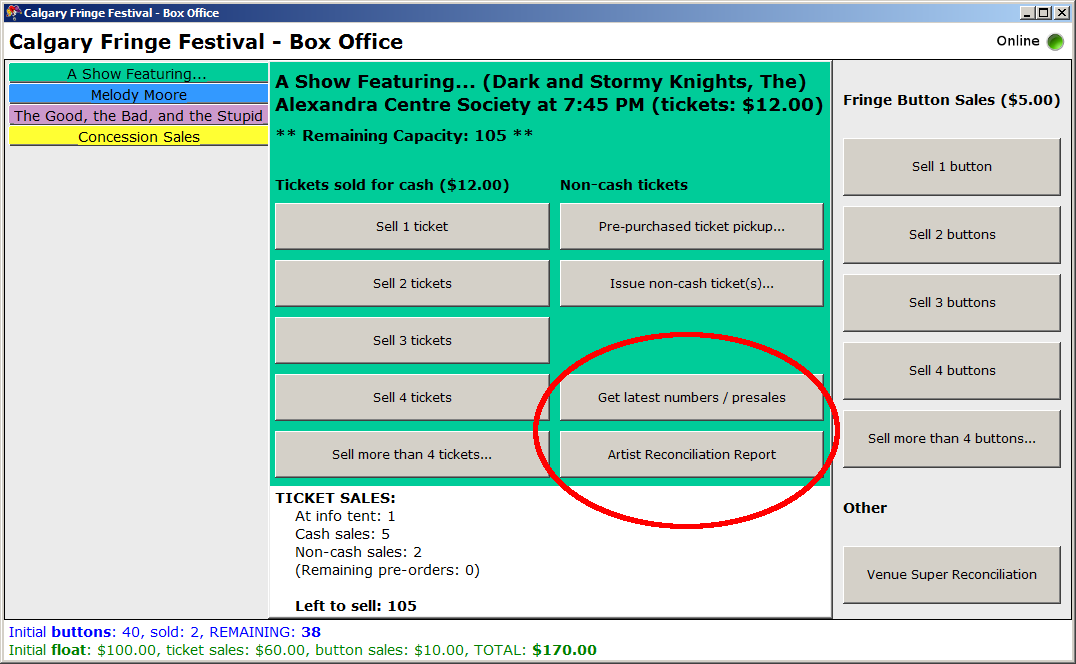 Calgary Fringe Festival - Box Office
Calgary Fringe Festival - Box Office
Online
A Show Featuring...
Melody Moore
The Good, the Bad, and the Stupid
Concession Sales
A Show Featuring... (Dark and Stormy Knights, The)
Alexandra Centre Society at 7:45 PM (tickets: $12.00)
** Remaining Capacity: 105 **
Tickets sold for cash ($12.00)
Sell 1 ticket
Sell 2 tickets
Sell 3 tickets
Sell 4 tickets
Sell more than 4 tickets...
Non-cash tickets
Pre-purchased ticket pickup...
Issue non-cash ticket(s)...
Get latest numbers / presales
Artist Reconciliation Report
TICKET SALES:
At info tent: 1
Cash sales: 5
Non-cash sales: 2
(Remaining pre-orders: 0)
Left to sell: 105
Fringe Button Sales ($5.00)
Sell 1 button
Sell 2 buttons
Sell 3 buttons
Sell 4 buttons
Sell more than 4 buttons...
Other
Venue Super Reconciliation
Initial buttons: 40, sold: 2, REMAINING: 38
Initial float: $100.00, ticket sales: $60.00, button sales: $10.00, TOTAL: $170.00